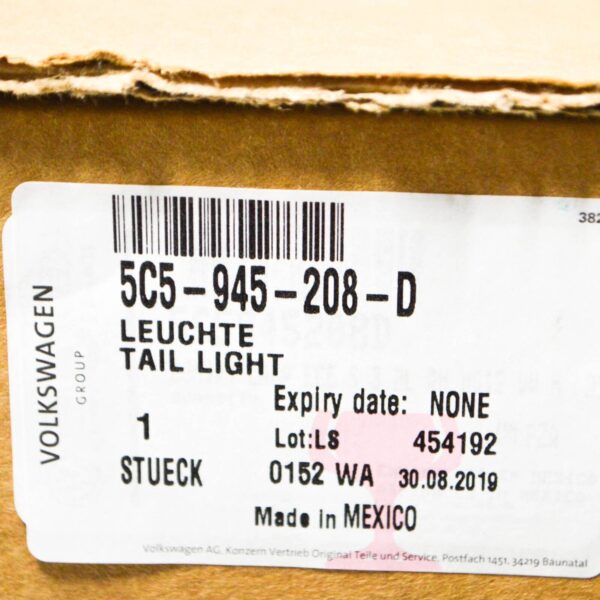 382
5C5-945-208-D
LEUCHTE
TAIL LIGHT
Expiry date: NONE
1
Lot:LS 454192
STUECK 0152 WA 30.08.2019
Made in MEXICO
VOLKSWAGEN
GROUP
Volkswagen AG, Konzern Vertrieb Original Teile und Service, Postfach 1451, 34219 Baunatal